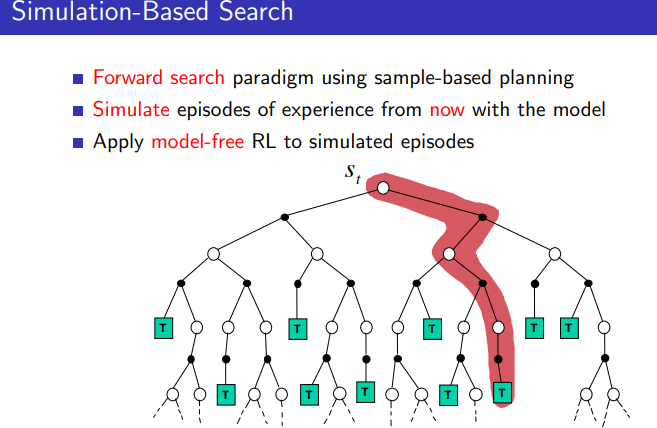 Simulation-Based Search
Forward search paradigm using sample-based planning
Simulate episodes of experience from now with the model
Apply model-free RL to simulated episodes
s_t
T T T T T
T T T T T